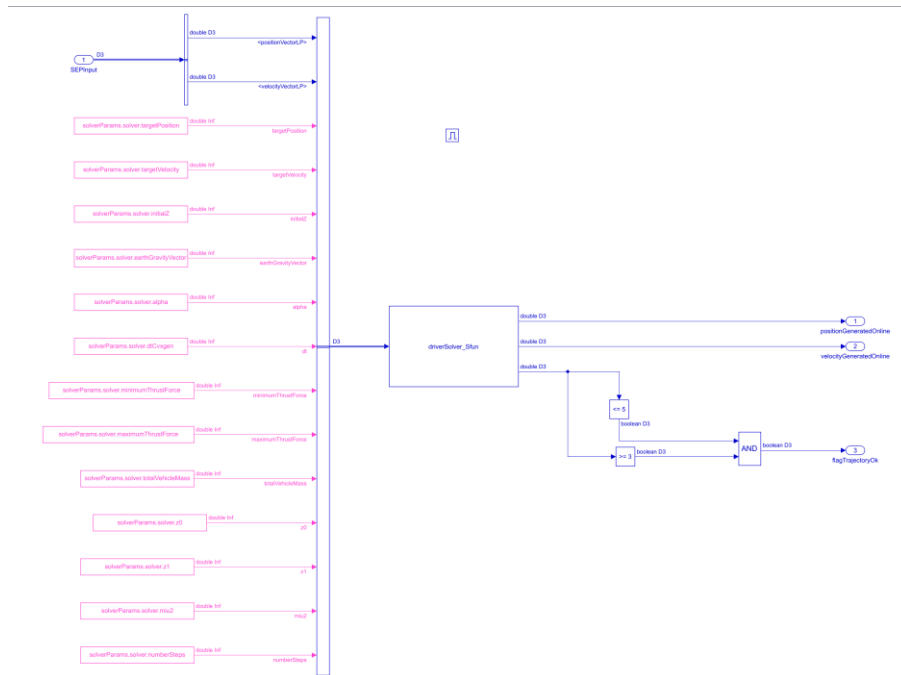 double D3
<positionVectorLP>
1
D3
SEPInput
double D3
<velocityVectorLP>
solverParams.solver.targetPosition
double Inf
targetPosition
solverParams.solver.targetVelocity
double Inf
targetVelocity
solverParams.solver.initialZ
double Inf
initialZ
solverParams.solver.earthGravityVector
double Inf
earthGravityVector
solverParams.solver.alpha
double Inf
alpha
solverParams.solver.dtCvxgen
double Inf
dt
D3
solverParams.solver.minimumThrustForce
double Inf
minimumThrustForce
solverParams.solver.maximumThrustForce
double Inf
maximumThrustForce
solverParams.solver.totalVehicleMass
double Inf
totalVehicleMass
solverParams.solver.z0
double Inf
z0
solverParams.solver.z1
double Inf
z1
solverParams.solver.miu2
double Inf
miu2
solverParams.solver.numberSteps
double Inf
numberSteps
driverSolver_Sfun
double D3
1
positionGeneratedOnline
double D3
2
velocityGeneratedOnline
double D3
<= 5
boolean D3
>= 3
boolean D3
AND
boolean D3
3
flagTrajectoryOk